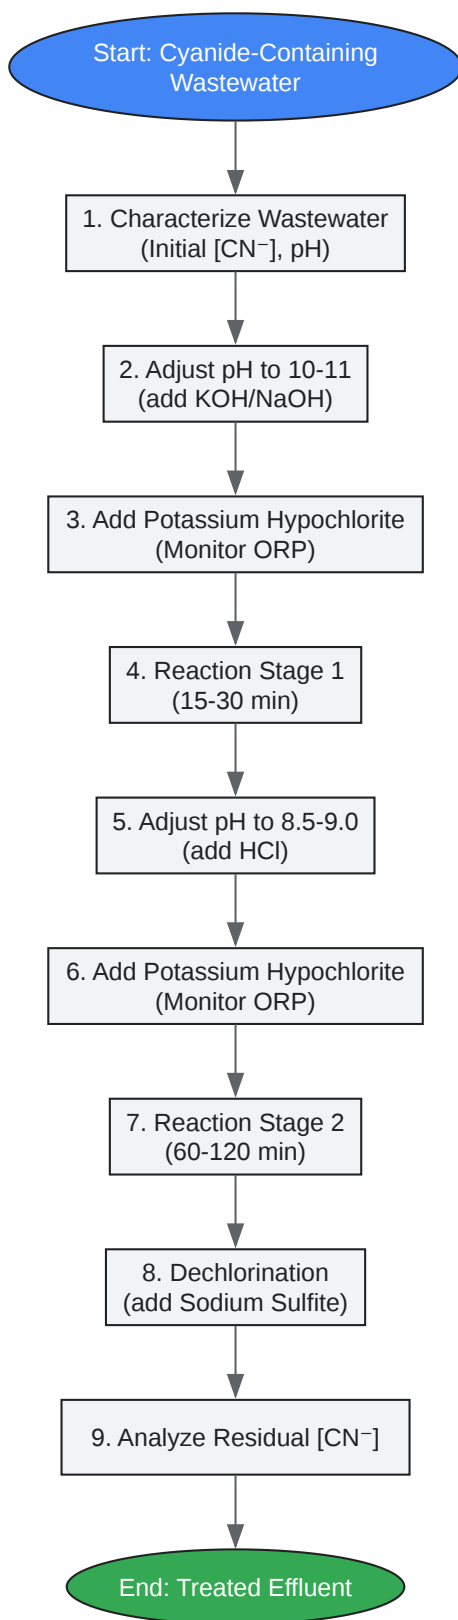 Start: Cyanide-Containing
Wastewater
1. Characterize Wastewater
(Initial [CN⁻], pH)
2. Adjust pH to 10-11
(add KOH/NaOH)
3. Add Potassium Hypochlorite
(Monitor ORP)
4. Reaction Stage 1
(15-30 min)
5. Adjust pH to 8.5-9.0
(add HCl)
6. Add Potassium Hypochlorite
(Monitor ORP)
7. Reaction Stage 2
(60-120 min)
8. Dechlorination
(add Sodium Sulfite)
9. Analyze Residual [CN⁻]
End: Treated Effluent